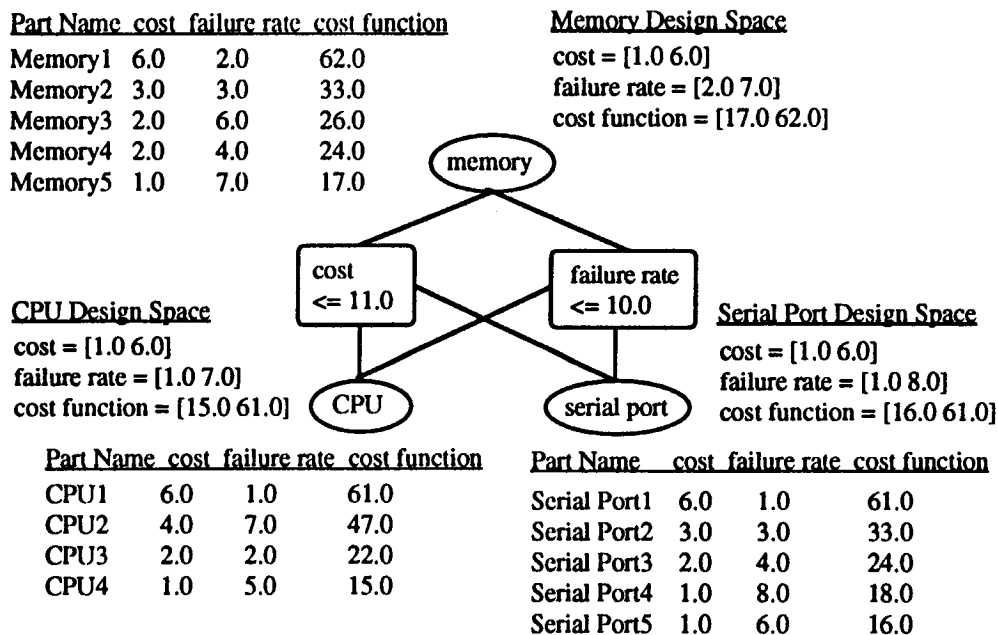 Part Name cost failure rate cost function
Memory1 6.0 2.0 62.0
Memory2 3.0 3.0 33.0
Memory3 2.0 6.0 26.0
Memory4 2.0 4.0 24.0
Memory5 1.0 7.0 17.0
Memory Design Space
cost = [1.0 6.0]
failure rate = [2.0 7.0]
cost function = [17.0 62.0]
memory
cost
<= 11.0
failure rate
<= 10.0
CPU Design Space
cost = [1.0 6.0]
failure rate = [1.0 7.0]
cost function = [15.0 61.0]
CPU
serial port
Serial Port Design Space
cost = [1.0 6.0]
failure rate = [1.0 8.0]
cost function = [16.0 61.0]
Part Name cost failure rate cost function
CPU1 6.0 1.0 61.0
CPU2 4.0 7.0 47.0
CPU3 2.0 2.0 22.0
CPU4 1.0 5.0 15.0
Part Name cost failure rate cost function
Serial Port1 6.0 1.0 61.0
Serial Port2 3.0 3.0 33.0
Serial Port3 2.0 4.0 24.0
Serial Port4 1.0 8.0 18.0
Serial Port5 1.0 6.0 16.0